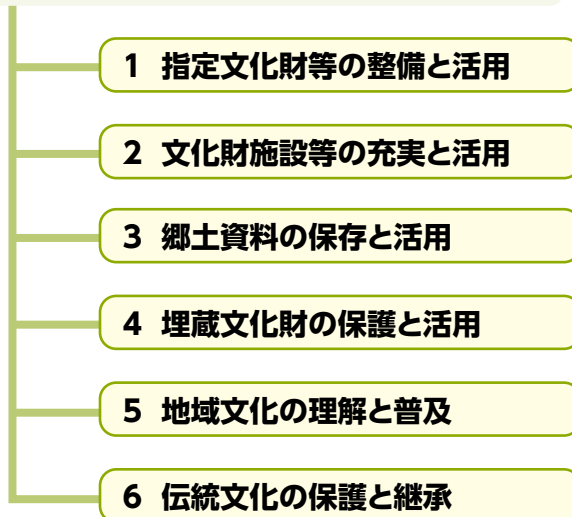 1 指定文化財等の整備と活用
2 文化財施設等の充実と活用
3 郷土資料の保存と活用
4 埋蔵文化財の保護と活用
5 地域文化の理解と普及
6 伝統文化の保護と継承